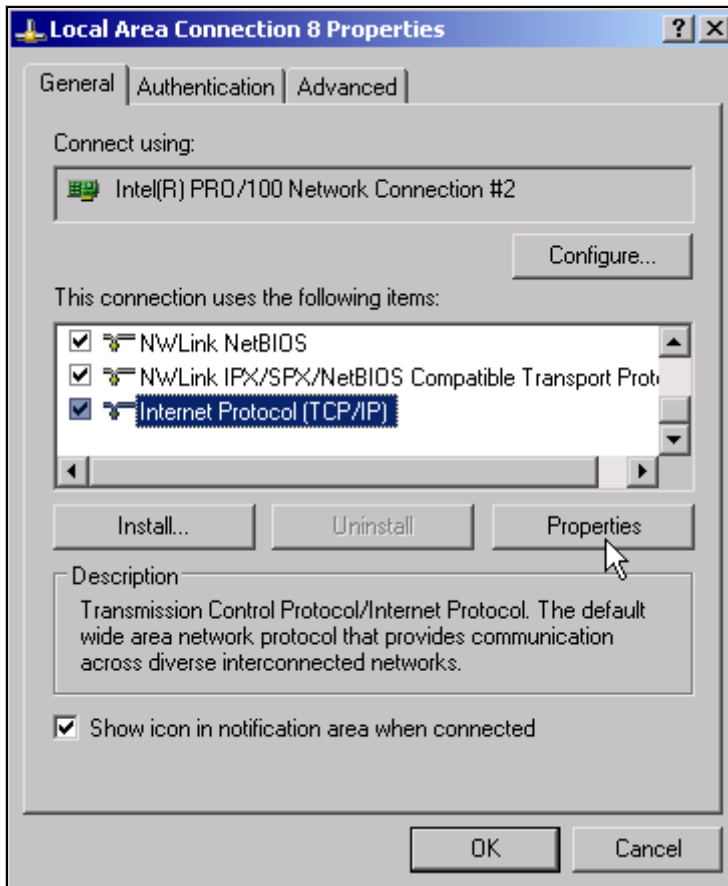 Local Area Connection 8 Properties
General Authentication Advanced
Connect using:
Intel(R) PRO/100 Network Connection #2
Configure...
This connection uses the following items:
NWLink NetBIOS
NWLink IPX/SPX/NetBIOS Compatible Transport Prot
Internet Protocol (TCP/IP)
Install... Uninstall Properties
Description
Transmission Control Protocol/Internet Protocol. The default
wide area network protocol that provides communication
across diverse interconnected networks.
Show icon in notification area when connected
OK Cancel